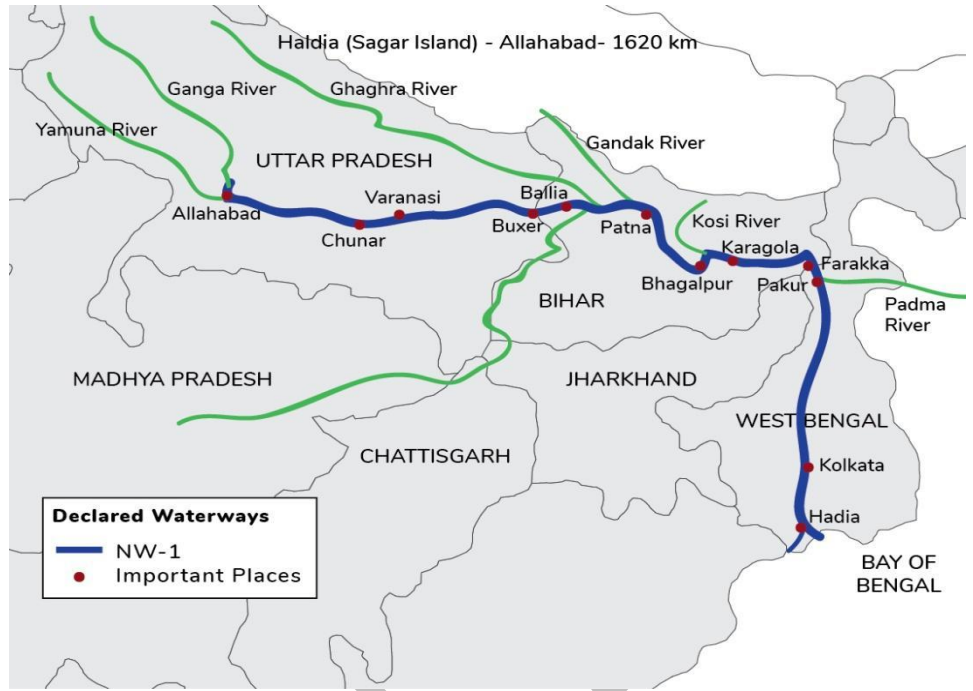 Haldia (Sagar Island) - Allahabad- 1620 km
Ganga River
Ghaghra River
Yamuna River
Gandak River
UTTAR PRADESH
Varanasi
Ballia
Allahabad
Chunar
Buxer
Patna
Kosi River
Karagola
Farakka
Bhagalpur
Pakur
BIHAR
Padma
River
MADHYA PRADESH
JHARKHAND
WEST BENGAL
CHATTISGARH
Kolkata
Hadia
Declared Waterways
NW-1
Important Places
BAY OF
BENGAL